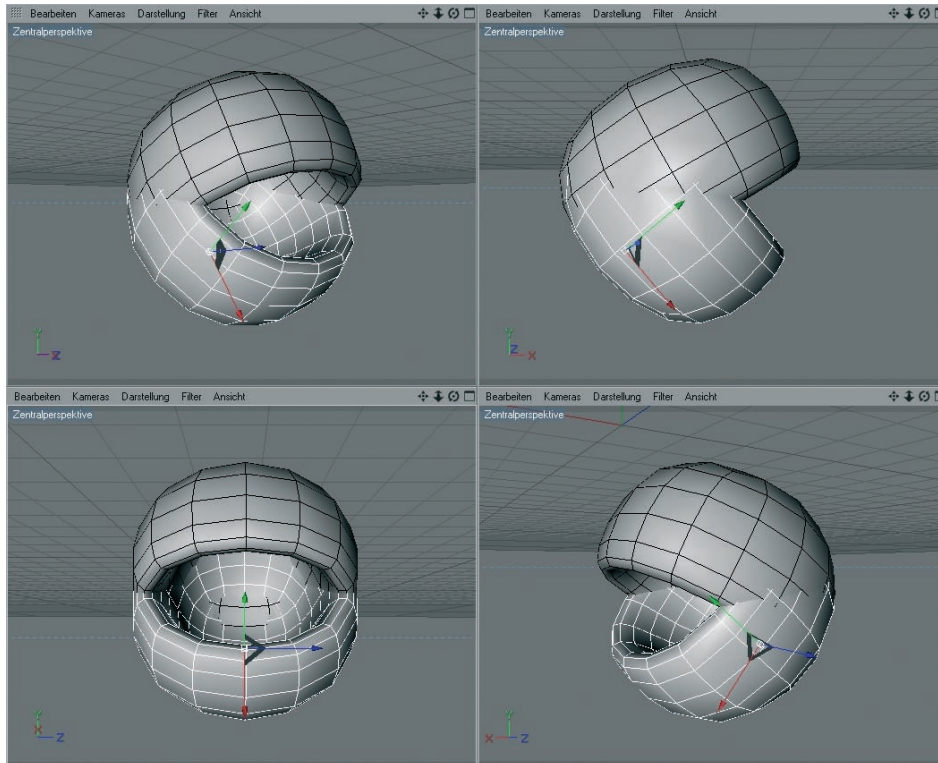 Bearbeiten Kameras Darstellung Filter Ansicht
Zentralperspektive
Y
Z
Bearbeiten Kameras Darstellung Filter Ansicht
Zentralperspektive
Y
Z
X
Bearbeiten Kameras Darstellung Filter Ansicht
Zentralperspektive
Y
X
Z
Bearbeiten Kameras Darstellung Filter Ansicht
Zentralperspektive
Y
X
Z